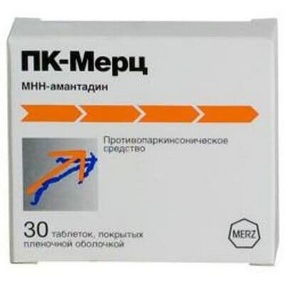 ПК-Мерц
МНН-амантадин
Противопаркинсоническое
средство
30 таблеток, покрытых
пленочной оболочкой
MERZ